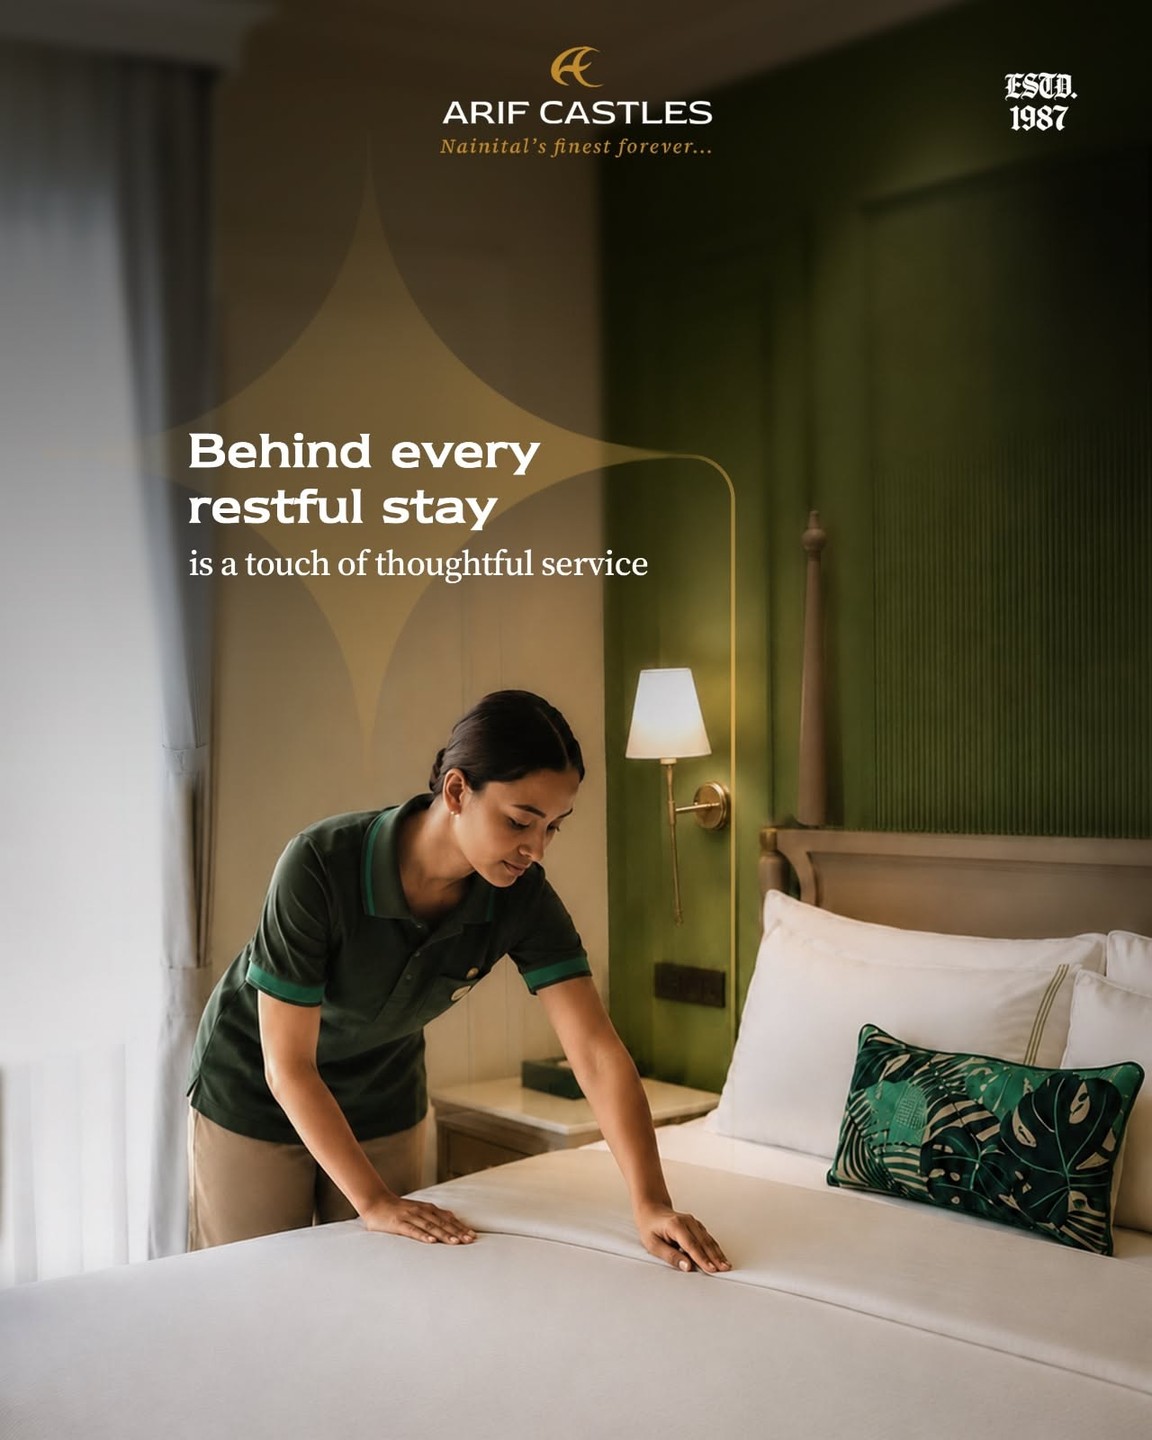 ARIF CASTLES
Nainital's finest forever...
ESTD.
1987
Behind every
restful stay
is a touch of thoughtful service